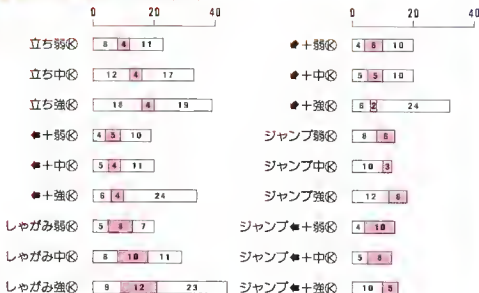 0 20 40
立ち弱Ⓚ 8 4 11
立ち中Ⓚ 12 4 17
立ち強Ⓚ 18 4 19
⬅+弱Ⓚ 4 5 10
⬅+中Ⓚ 5 4 11
⬅+強Ⓚ 6 4 24
しゃがみ弱Ⓚ 5 8 7
しゃがみ中Ⓚ 8 10 11
しゃがみ強Ⓚ 9 12 23
0 20 40
⬋+弱Ⓚ 4 6 10
⬋+中Ⓚ 5 5 10
⬋+強Ⓚ 6 2 24
ジャンプ弱Ⓚ 8 6
ジャンプ中Ⓚ 10 3
ジャンプ強Ⓚ 12 6
ジャンプ⬅+弱Ⓚ 4 10
ジャンプ⬅+中Ⓚ 5 8
ジャンプ⬅+強Ⓚ 10 5